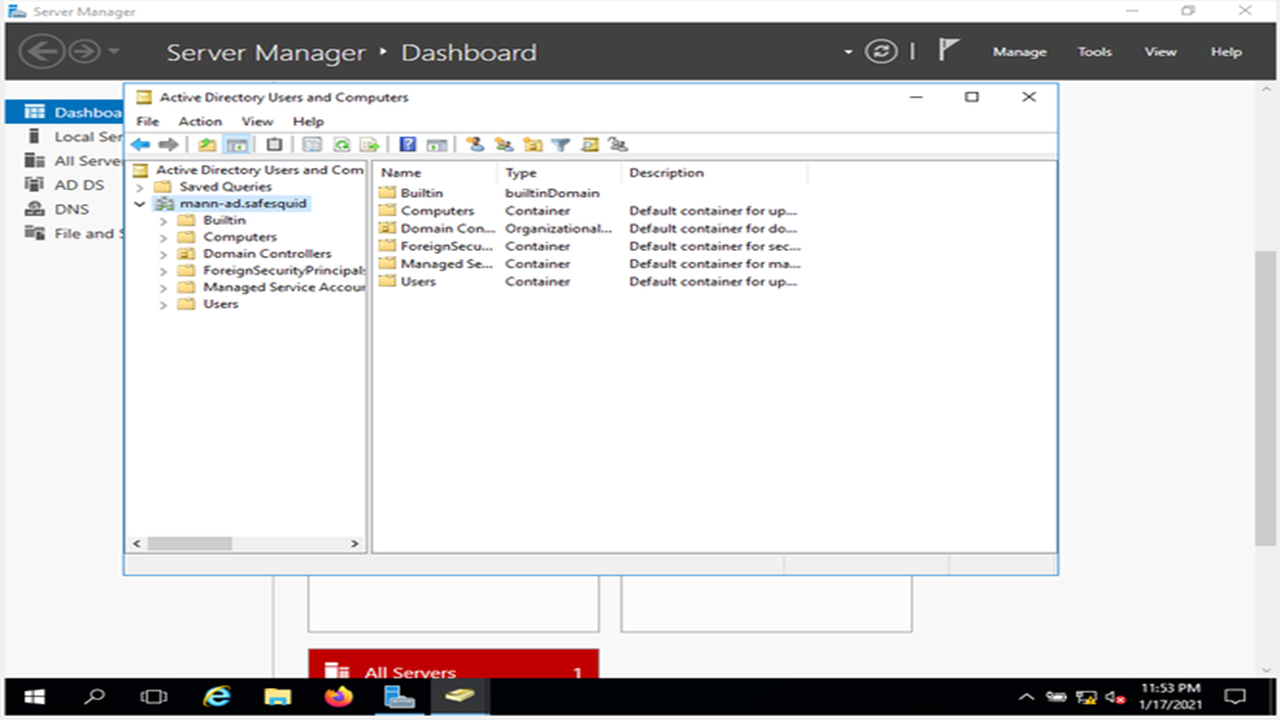 Server Manager
Server Manager ‣ Dashboard
Manage Tools View Help
Active Directory Users and Computers
File Action View Help
Dashboa
Local Ser
All Server
AD DS
DNS
File and S
Active Directory Users and Com
Saved Queries
mann-ad.safesquid
Builtin
Computers
Domain Controllers
ForeignSecurityPrincipals
Managed Service Accour
Users
Name Type Description
Builtin builtinDomain
Computers Container Default container for up...
Domain Con... Organizational... Default container for do...
ForeignSecu... Container Default container for sec...
Managed Se... Container Default container for ma...
Users Container Default container for up...
All Servers 1
11:53 PM
1/17/2021